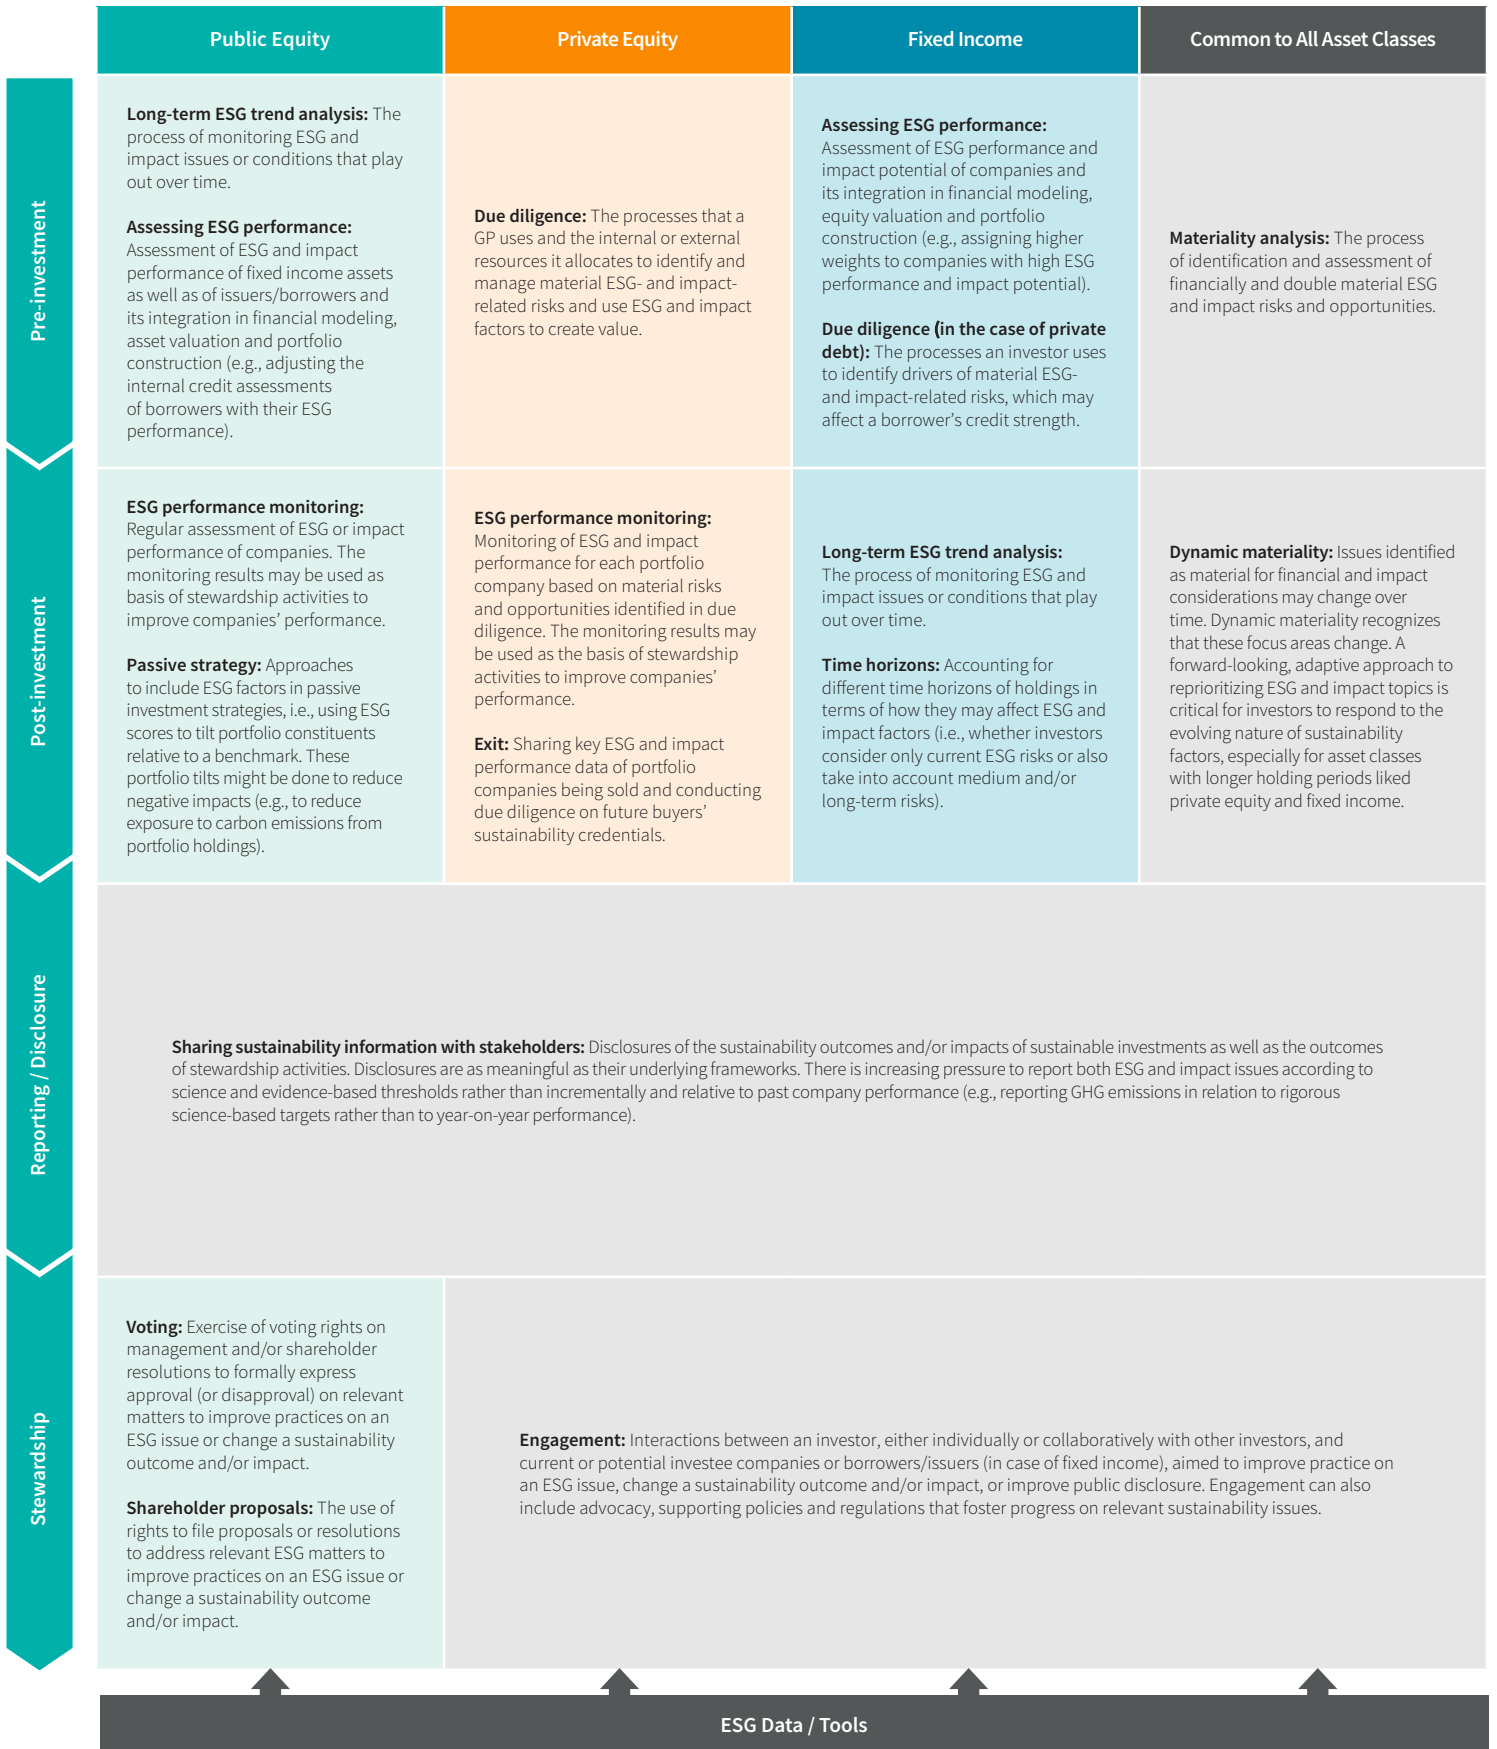 Public Equity
Private Equity
Fixed Income
Common to All Asset Classes
Pre-investment
Long-term ESG trend analysis: The
process of monitoring ESG and
impact issues or conditions that play
out over time.
Assessing ESG performance:
Assessment of ESG and impact
performance of fixed income assets
as well as of issuers/borrowers and
its integration in financial modeling,
asset valuation and portfolio
construction (e.g., adjusting the
internal credit assessments
of borrowers with their ESG
performance).
Due diligence: The processes that a
GP uses and the internal or external
resources it allocates to identify and
manage material ESG- and impact-
related risks and use ESG and impact
factors to create value.
Assessing ESG performance:
Assessment of ESG performance and
impact potential of companies and
its integration in financial modeling,
equity valuation and portfolio
construction (e.g., assigning higher
weights to companies with high ESG
performance and impact potential).
Due diligence (in the case of private
debt): The processes an investor uses
to identify drivers of material ESG-
and impact-related risks, which may
affect a borrower's credit strength.
Materiality analysis: The process
of identification and assessment of
financially and double material ESG
and impact risks and opportunities.
Post-investment
ESG performance monitoring:
Regular assessment of ESG or impact
performance of companies. The
monitoring results may be used as
basis of stewardship activities to
improve companies' performance.
Passive strategy: Approaches
to include ESG factors in passive
investment strategies, i.e., using ESG
scores to tilt portfolio constituents
relative to a benchmark. These
portfolio tilts might be done to reduce
negative impacts (e.g., to reduce
exposure to carbon emissions from
portfolio holdings).
ESG performance monitoring:
Monitoring of ESG and impact
performance for each portfolio
company based on material risks
and opportunities identified in due
diligence. The monitoring results may
be used as the basis of stewardship
activities to improve companies'
performance.
Exit: Sharing key ESG and impact
performance data of portfolio
companies being sold and conducting
due diligence on future buyers'
sustainability credentials.
Long-term ESG trend analysis:
The process of monitoring ESG and
impact issues or conditions that play
out over time.
Time horizons: Accounting for
different time horizons of holdings in
terms of how they may affect ESG and
impact factors (i.e., whether investors
consider only current ESG risks or also
take into account medium and/or
long-term risks).
Dynamic materiality: Issues identified
as material for financial and impact
considerations may change over
time. Dynamic materiality recognizes
that these focus areas change. A
forward-looking, adaptive approach to
reprioritizing ESG and impact topics is
critical for investors to respond to the
evolving nature of sustainability
factors, especially for asset classes
with longer holding periods liked
private equity and fixed income.
Reporting / Disclosure
Sharing sustainability information with stakeholders: Disclosures of the sustainability outcomes and/or impacts of sustainable investments as well as the outcomes
of stewardship activities. Disclosures are as meaningful as their underlying frameworks. There is increasing pressure to report both ESG and impact issues according to
science and evidence-based thresholds rather than incrementally and relative to past company performance (e.g., reporting GHG emissions in relation to rigorous
science-based targets rather than to year-on-year performance).
Stewardship
Voting: Exercise of voting rights on
management and/or shareholder
resolutions to formally express
approval (or disapproval) on relevant
matters to improve practices on an
ESG issue or change a sustainability
outcome and/or impact.
Shareholder proposals: The use of
rights to file proposals or resolutions
to address relevant ESG matters to
improve practices on an ESG issue or
change a sustainability outcome
and/or impact.
Engagement: Interactions between an investor, either individually or collaboratively with other investors, and
current or potential investee companies or borrowers/issuers (in case of fixed income), aimed to improve practice on
an ESG issue, change a sustainability outcome and/or impact, or improve public disclosure. Engagement can also
include advocacy, supporting policies and regulations that foster progress on relevant sustainability issues.
ESG Data / Tools